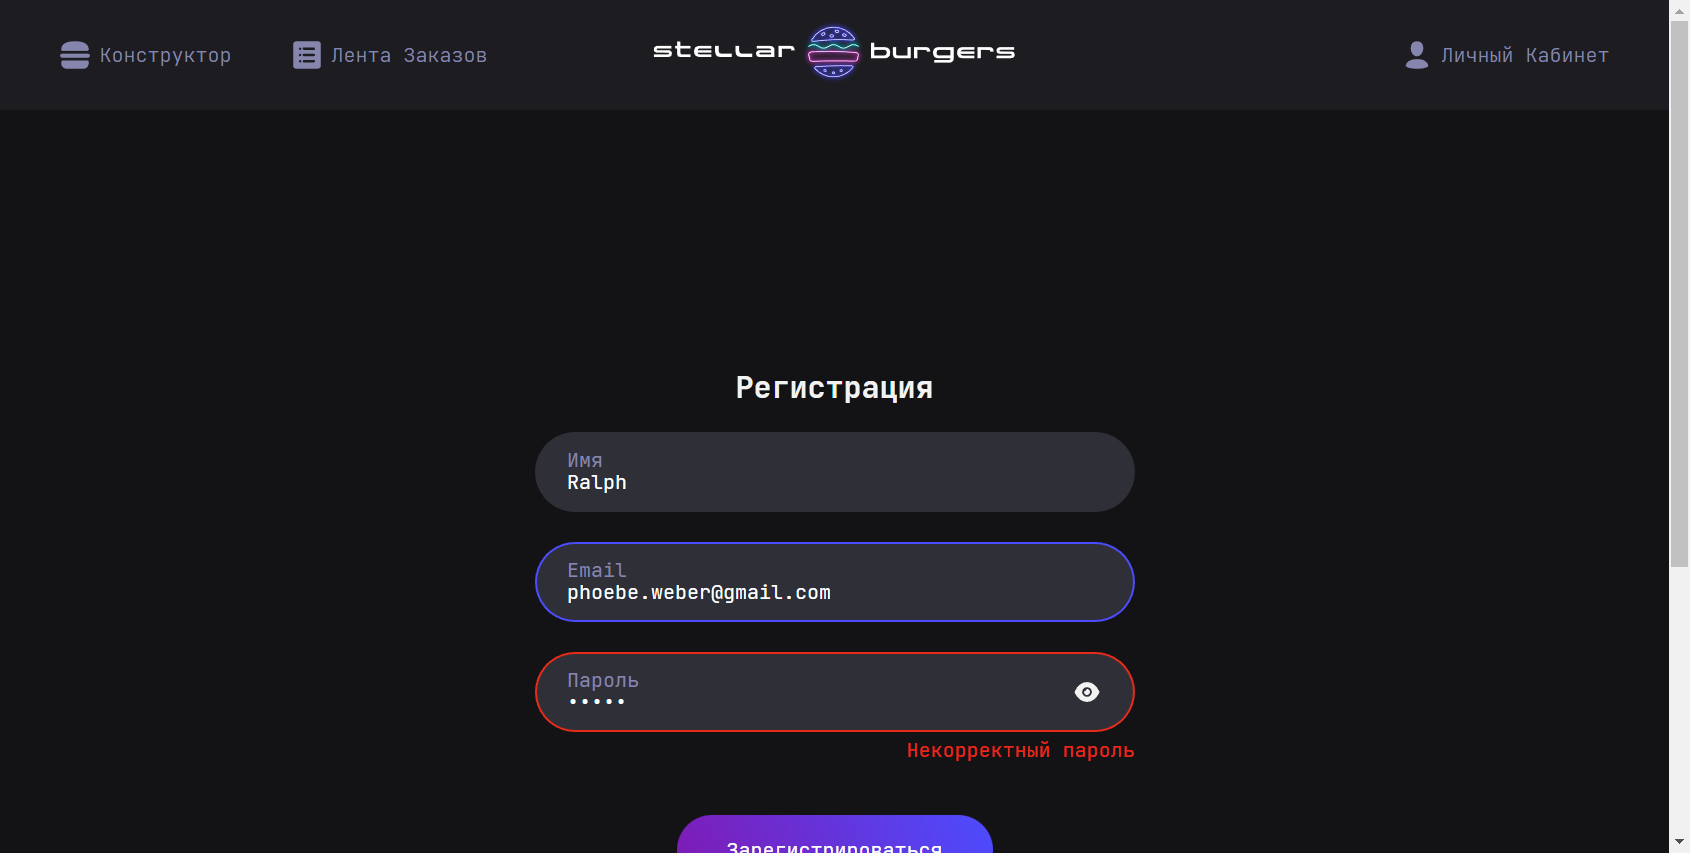 Конструктор
Лента Заказов
stellar burgers
Личный Кабинет
Регистрация
Имя
Ralph
Email
phoebe.weber@gmail.com
Пароль
•••••
Некорректный пароль
Зарегистрироваться